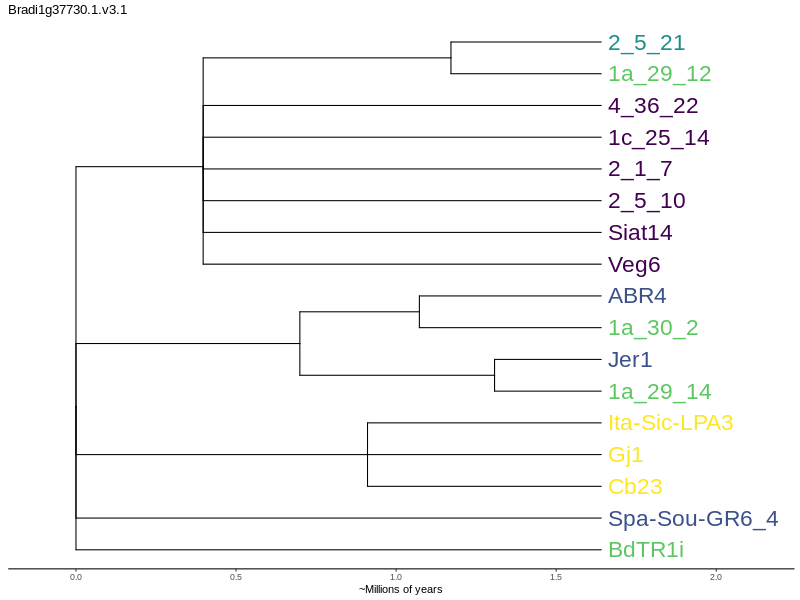 Bradi1g37730.1.v3.1
2_5_21
1a_29_12
4_36_22
1c_25_14
2_1_7
2_5_10
Siat14
Veg6
ABR4
1a_30_2
Jer1
1a_29_14
Ita-Sic-LPA3
Gj1
Cb23
Spa-Sou-GR6_4
BdTR1i
0.0 0.5 1.0 1.5 2.0
~Millions of years